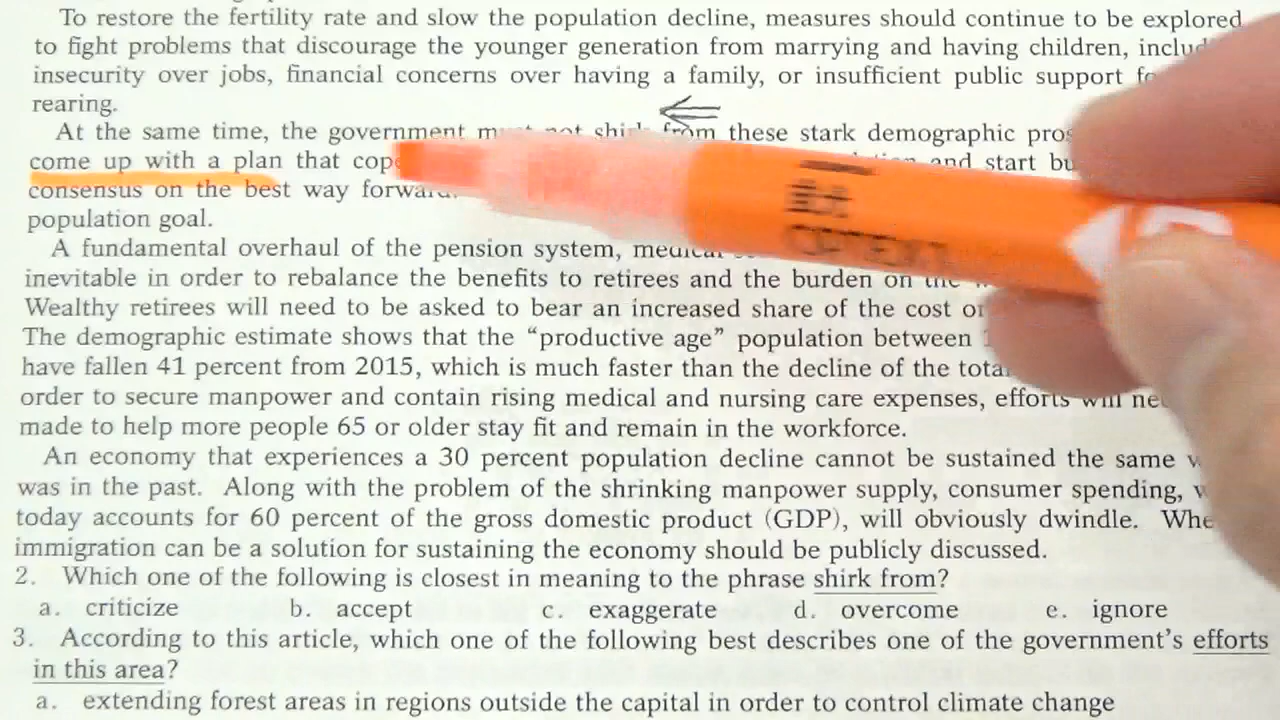 To restore the fertility rate and slow the population decline, measures should continue to be explored
to fight problems that discourage the younger generation from marrying and having children,
insecurity over jobs, financial concerns over having a family, or insufficient public support
rearing.
At the same time, the government must not shirk from these stark demographic
come up with a plan that and start
consensus on the best way forward.
population goal.
A fundamental overhaul of the pension system,
inevitable in order to rebalance the benefits to retirees and the burden on the
Wealthy retirees will need to be asked to bear an increased share of the cost
The demographic estimate shows that the “productive age” population between
have fallen 41 percent from 2015, which is much faster than the decline of the
order to secure manpower and contain rising medical and nursing care expenses, efforts will
made to help more people 65 or older stay fit and remain in the workforce.
An economy that experiences a 30 percent population decline cannot be sustained the same
was in the past. Along with the problem of the shrinking manpower supply, consumer spending,
today accounts for 60 percent of the gross domestic product (GDP), will obviously dwindle.
immigration can be a solution for sustaining the economy should be publicly discussed.
2. Which one of the following is closest in meaning to the phrase shirk from?
a. criticize b. accept c. exaggerate d. overcome e. ignore
3. According to this article, which one of the following best describes one of the government’s efforts
in this area?
a. extending forest areas in regions outside the capital in order to control climate change